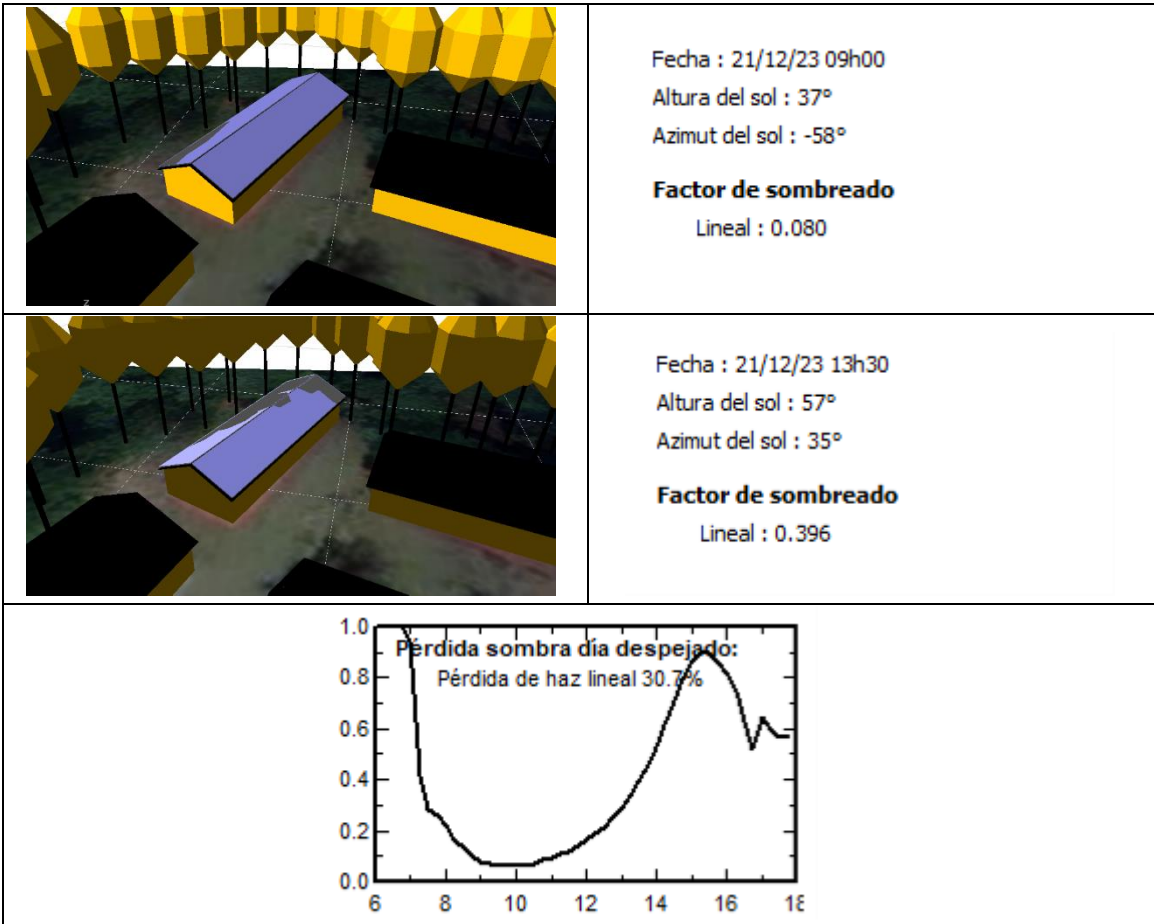 Fecha : 21/12/23 09h00
Altura del sol : 37°
Azimut del sol : -58°
Factor de sombreado
Lineal : 0.080
z
Fecha : 21/12/23 13h30
Altura del sol : 57°
Azimut del sol : 35°
Factor de sombreado
Lineal : 0.396
Pérdida sombra día despejado:
Pérdida de haz lineal 30.7%
1.0
0.8
0.6
0.4
0.2
0.0
6 8 10 12 14 16 18